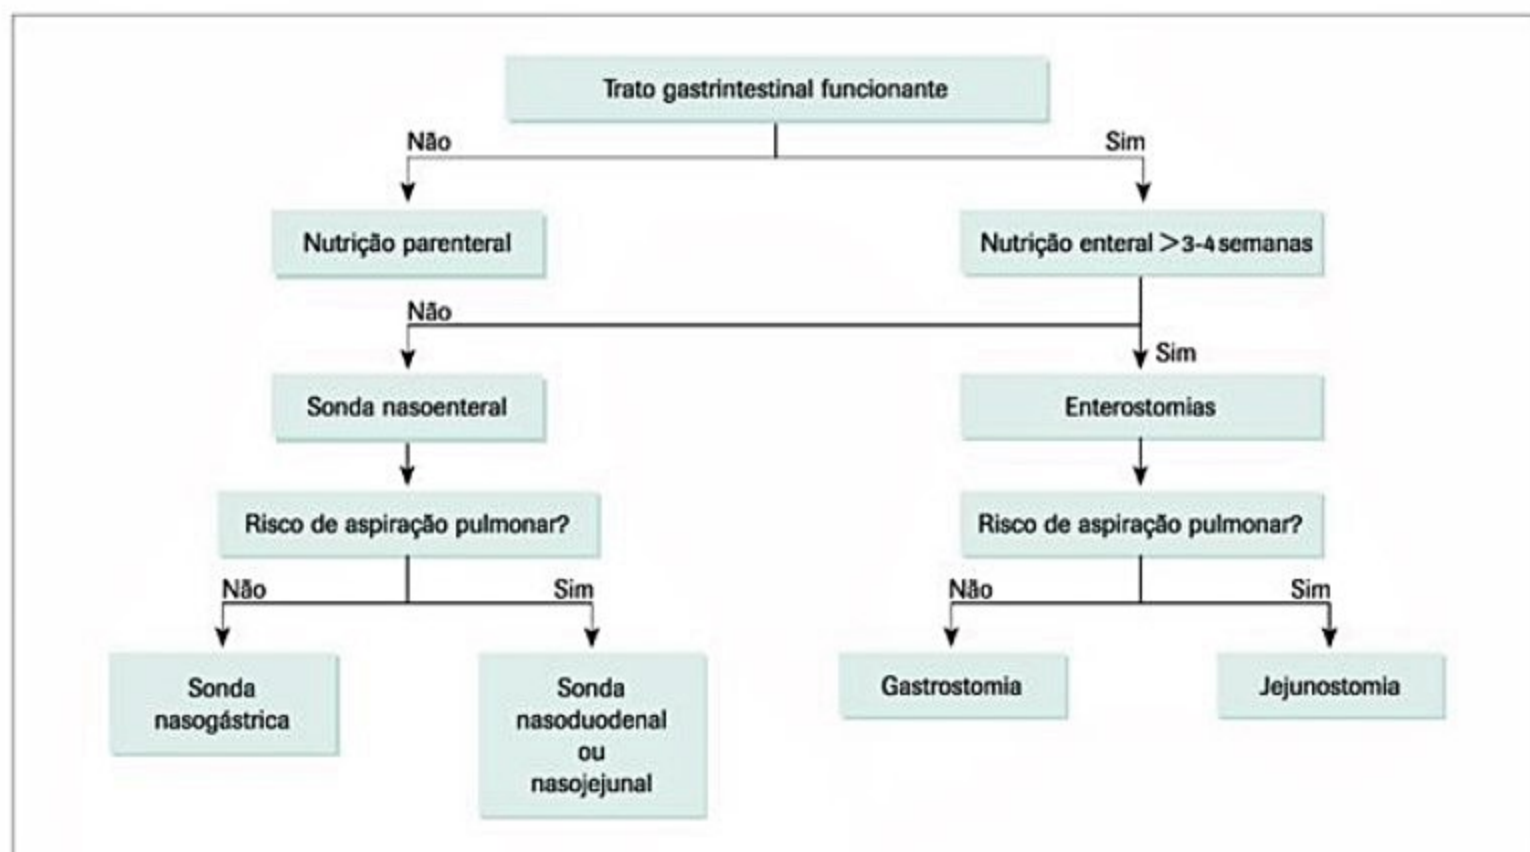 Trato gastrintestinal funcionante
Não
Sim
Nutrição parenteral
Nutrição enteral >3-4 semanas
Não
Sim
Sonda nasoenteral
Enterostomias
Risco de aspiração pulmonar?
Risco de aspiração pulmonar?
Não
Sim
Não
Sim
Sonda
nasogástrica
Sonda
nasoduodenal
ou
nasojejunal
Gastrostomia
Jejunostomia